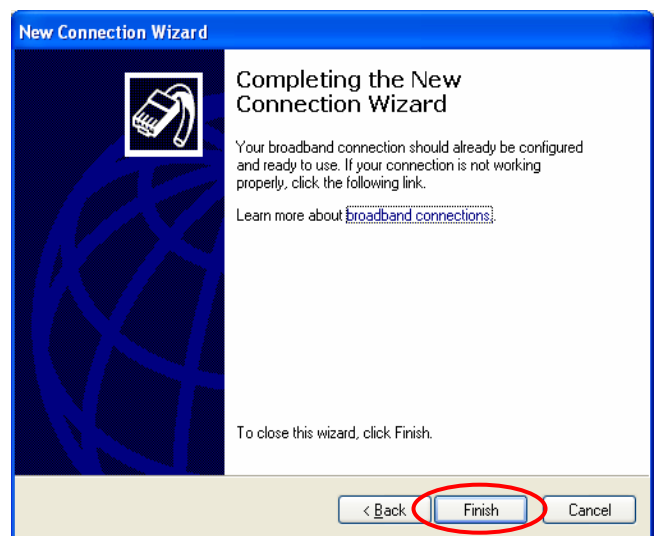 New Connection Wizard
Completing the New
Connection Wizard
Your broadband connection should already be configured
and ready to use. If your connection is not working
properly, click the following link.
Learn more about broadband connections.
To close this wizard, click Finish.
< Back
Finish
Cancel